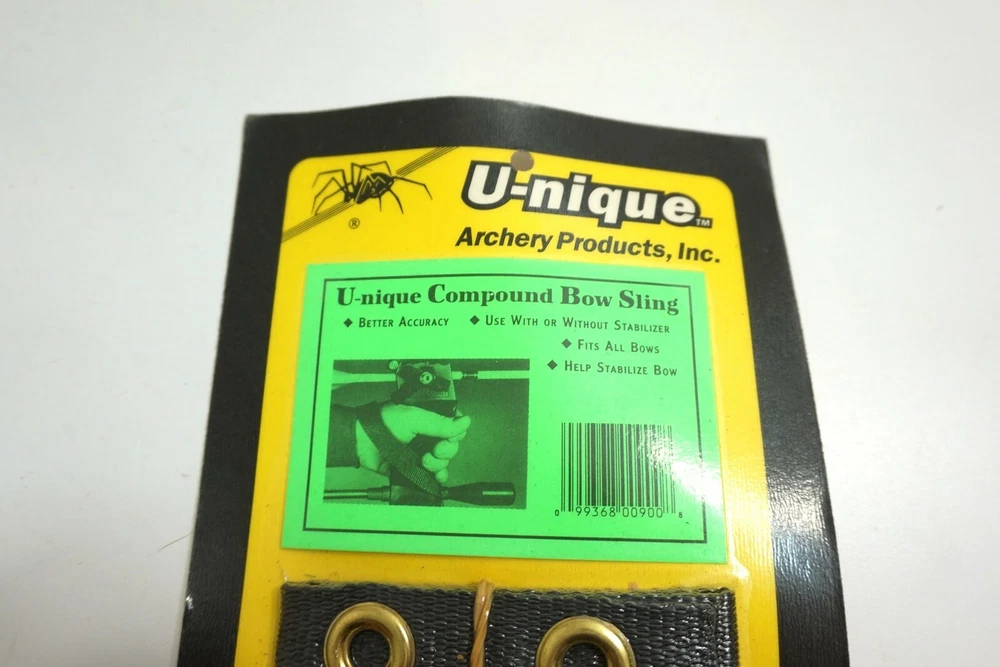 U-nique™
®
Archery Products, Inc.
U-nique Compound Bow Sling
◆ Better Accuracy ◆ Use With or Without Stabilizer
◆ Fits All Bows
◆ Help Stabilize Bow
0 99368 00900 8